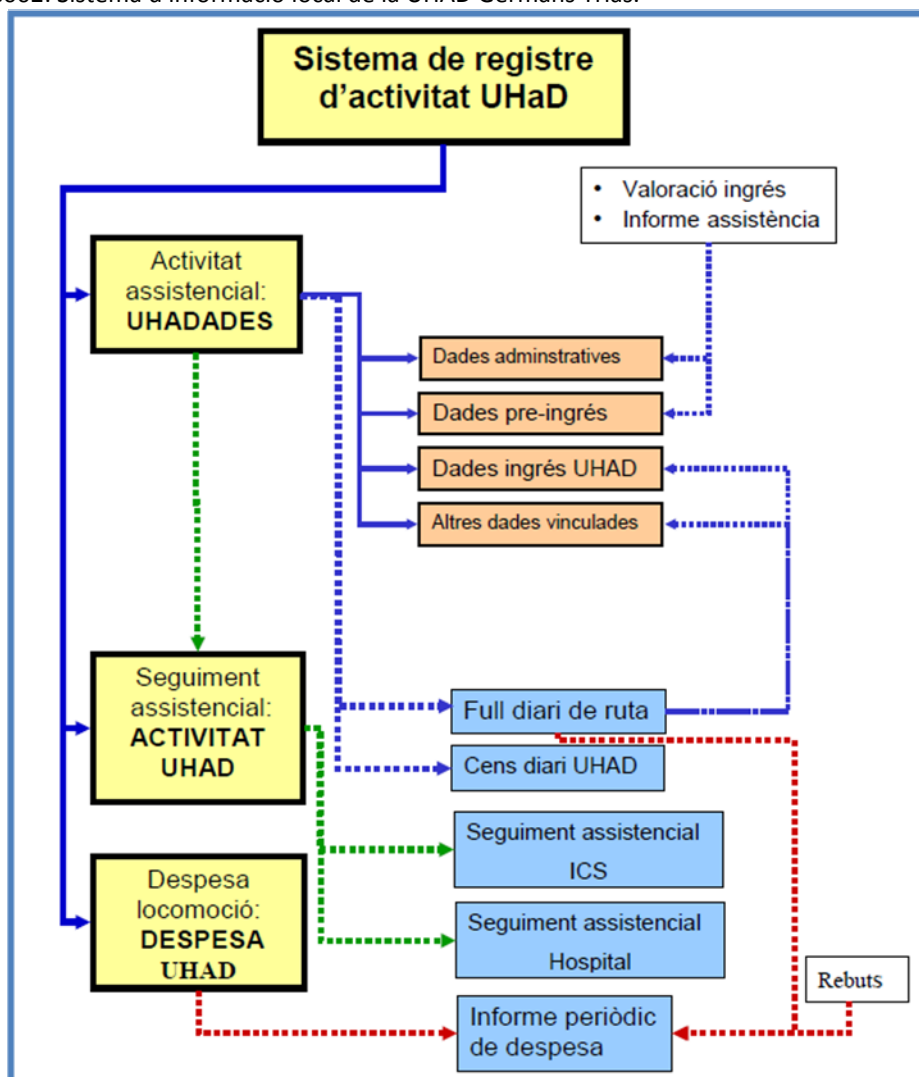 Sistema de registre
d'activitat UHaD
• Valoració ingrés
• Informe assistència
Activitat
assistencial:
UHADADES
Dades adminstratives
Dades pre-ingrés
Dades ingrés UHAD
Altres dades vinculades
Seguiment
assistencial:
ACTIVITAT
UHAD
Full diari de ruta
Cens diari UHAD
Seguiment assistencial
ICS
Despesa
locomoció:
DESPESA
UHAD
Seguiment assistencial
Hospital
Rebuts
Informe periòdic
de despesa